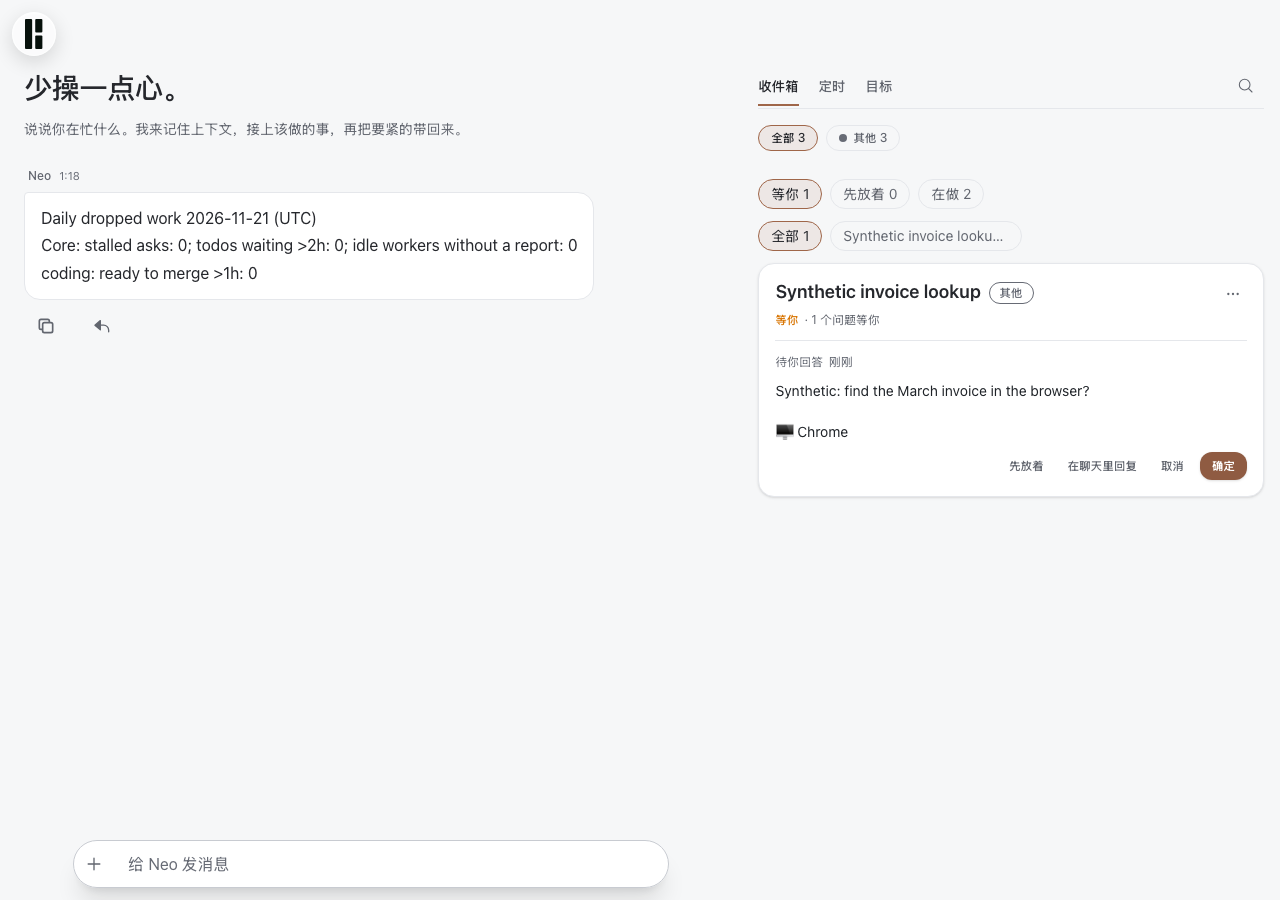 少操一点心。
说说你在忙什么。我来记住上下文，接上该做的事，再把要紧的带回来。
Neo 1:18
Daily dropped work 2026-11-21 (UTC)
Core: stalled asks: 0; todos waiting >2h: 0; idle workers without a report: 0
coding: ready to merge >1h: 0
给 Neo 发消息
收件箱 定时 目标
全部 3 其他 3
等你 1 先放着 0 在做 2
全部 1 Synthetic invoice looku...
Synthetic invoice lookup 其他
等你 · 1 个问题等你
待你回答 刚刚
Synthetic: find the March invoice in the browser?
Chrome
先放着 在聊天里回复 取消 确定